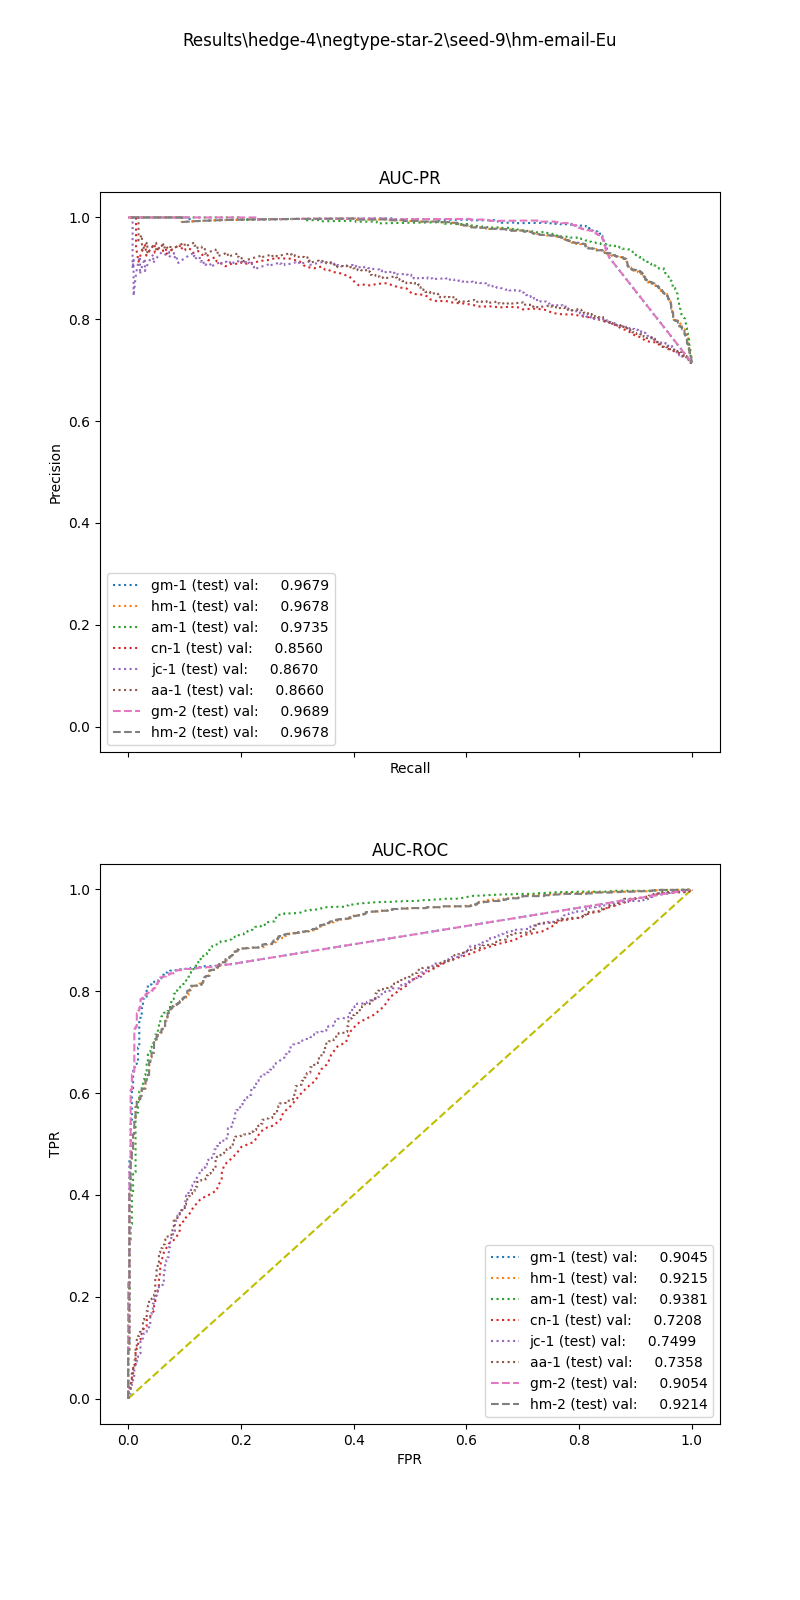 Results\hedge-4\negtype-star-2\seed-9\hm-email-Eu
AUC-PR
1.0
0.8
0.6
0.4
0.2
0.0
Precision
gm-1 (test) val: 0.9679
hm-1 (test) val: 0.9678
am-1 (test) val: 0.9735
cn-1 (test) val: 0.8560
jc-1 (test) val: 0.8670
aa-1 (test) val: 0.8660
gm-2 (test) val: 0.9689
hm-2 (test) val: 0.9678
Recall
AUC-ROC
1.0
0.8
0.6
0.4
0.2
0.0
TPR
gm-1 (test) val: 0.9045
hm-1 (test) val: 0.9215
am-1 (test) val: 0.9381
cn-1 (test) val: 0.7208
jc-1 (test) val: 0.7499
aa-1 (test) val: 0.7358
gm-2 (test) val: 0.9054
hm-2 (test) val: 0.9214
0.0 0.2 0.4 0.6 0.8 1.0
FPR